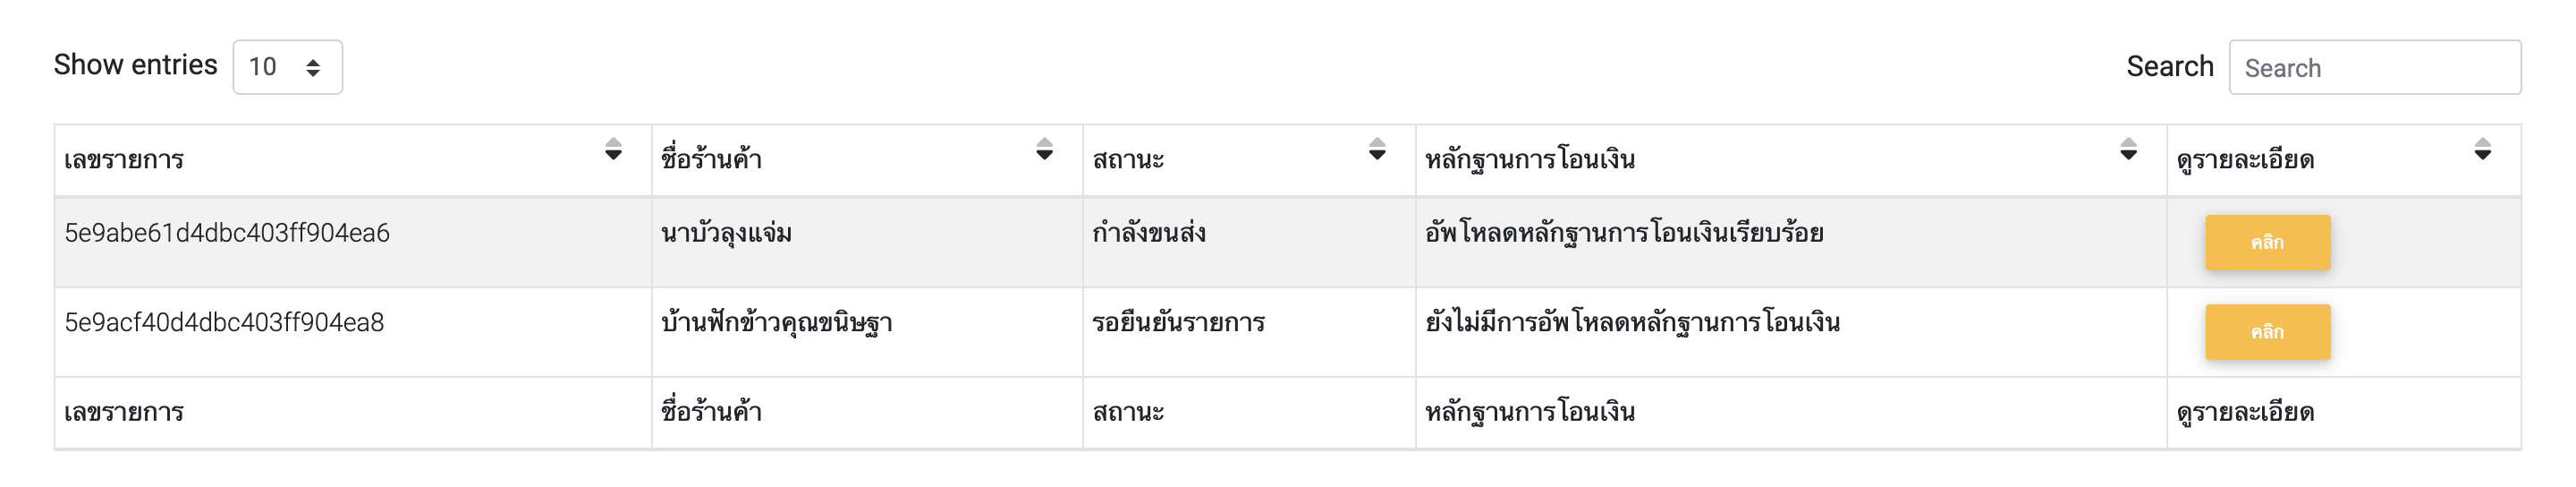 Show entries 10 Search Search
เลขรายการ ชื่อร้านค้า สถานะ หลักฐานการโอนเงิน ดูรายละเอียด
5e9abe61d4dbc403ff904ea6 นาบัวลุงแจ่ม กำลังขนส่ง อัพโหลดหลักฐานการโอนเงินเรียบร้อย คลิก
5e9acf40d4dbc403ff904ea8 บ้านฟักข้าวคุณขนิษฐา รอยืนยันรายการ ยังไม่มีการอัพโหลดหลักฐานการโอนเงิน คลิก
เลขรายการ ชื่อร้านค้า สถานะ หลักฐานการโอนเงิน ดูรายละเอียด